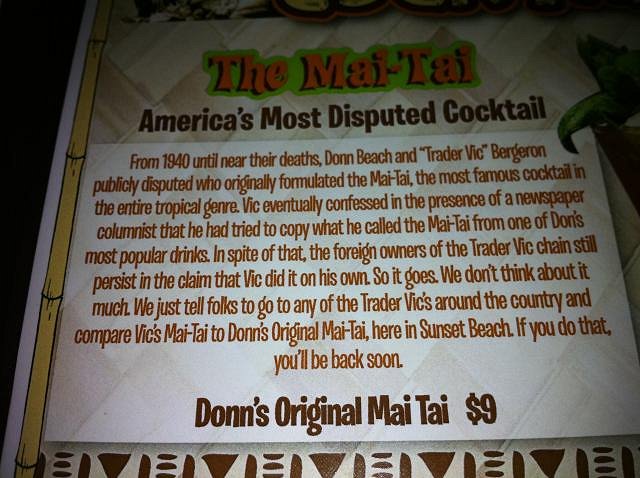 The Mai-Tai
America's Most Disputed Cocktail
From 1940 until near their deaths, Donn Beach and "Trader Vic" Bergeron
publicly disputed who originally formulated the Mai-Tai, the most famous cocktail in
the entire tropical genre. Vic eventually confessed in the presence of a newspaper
columnist that he had tried to copy what he called the Mai-Tai from one of Don's
most popular drinks. In spite of that, the foreign owners of the Trader Vic chain still
persist in the claim that Vic did it on his own. So it goes. We don't think about it
much. We just tell folks to go to any of the Trader Vic's around the country and
compare Vic's Mai-Tai to Donn's Original Mai-Tai, here in Sunset Beach. If you do that,
you'll be back soon.
Donn's Original Mai Tai $9